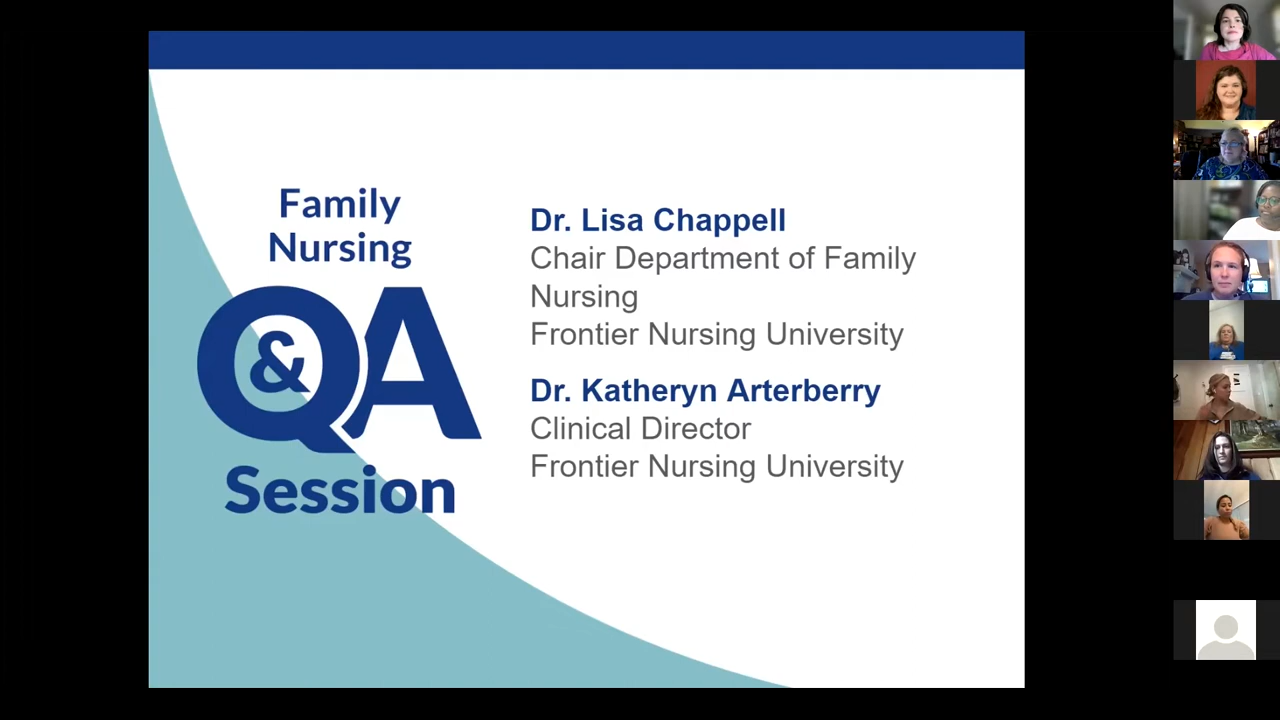 Family
Nursing
Q&A
Session
Dr. Lisa Chappell
Chair Department of Family
Nursing
Frontier Nursing University
Dr. Katheryn Arterberry
Clinical Director
Frontier Nursing University